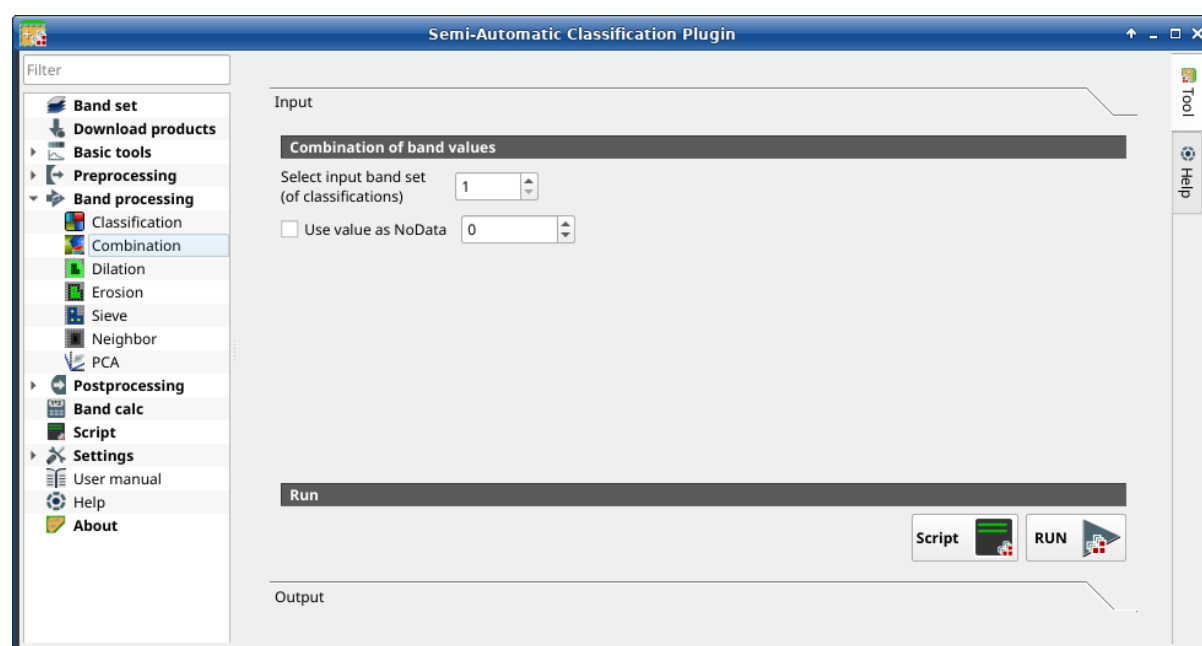 Semi-Automatic Classification Plugin
Filter
Band set
Download products
Basic tools
Preprocessing
Band processing
Classification
Combination
Dilation
Erosion
Sieve
Neighbor
PCA
Postprocessing
Band calc
Script
Settings
User manual
Help
About
Input
Combination of band values
Select input band set
(of classifications)
1
Use value as NoData
0
Run
Script
RUN
Output
Tool
Help